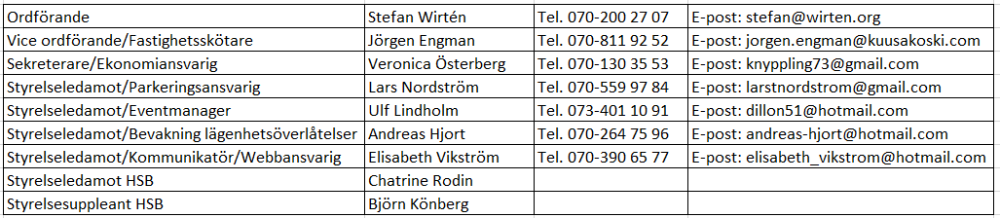 Ordförande Stefan Wirtén Tel. 070-200 27 07 E-post: stefan@wirten.org
Vice ordförande/Fastighetsskötare Jörgen Engman Tel. 070-811 92 52 E-post: jorgen.engman@kuusakoski.com
Sekreterare/Ekonomiansvarig Veronica Österberg Tel. 070-130 35 53 E-post: knyppling73@gmail.com
Styrelseledamot/Parkeringsansvarig Lars Nordström Tel. 070-559 97 84 E-post: larstnordstrom@gmail.com
Styrelseledamot/Eventmanager Ulf Lindholm Tel. 073-401 10 91 E-post: dillon51@hotmail.com
Styrelseledamot/Bevakning lägenhetsöverlåtelser Andreas Hjort Tel. 070-264 75 96 E-post: andreas-hjort@hotmail.com
Styrelseledamot/Kommunikatör/Webbansvarig Elisabeth Vikström Tel. 070-390 65 77 E-post: elisabeth_vikstrom@hotmail.com
Styrelseledamot HSB Chatrine Rodin
Styrelsesuppleant HSB Björn Könberg